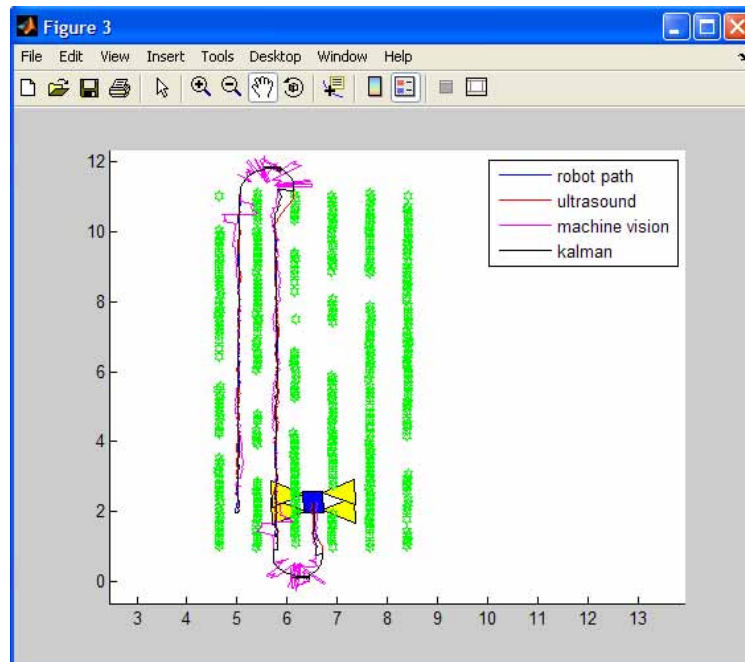 Figure 3
File Edit View Insert Tools Desktop Window Help
robot path
ultrasound
machine vision
kalman
12
10
8
6
4
2
0
3 4 5 6 7 8 9 10 11 12 13